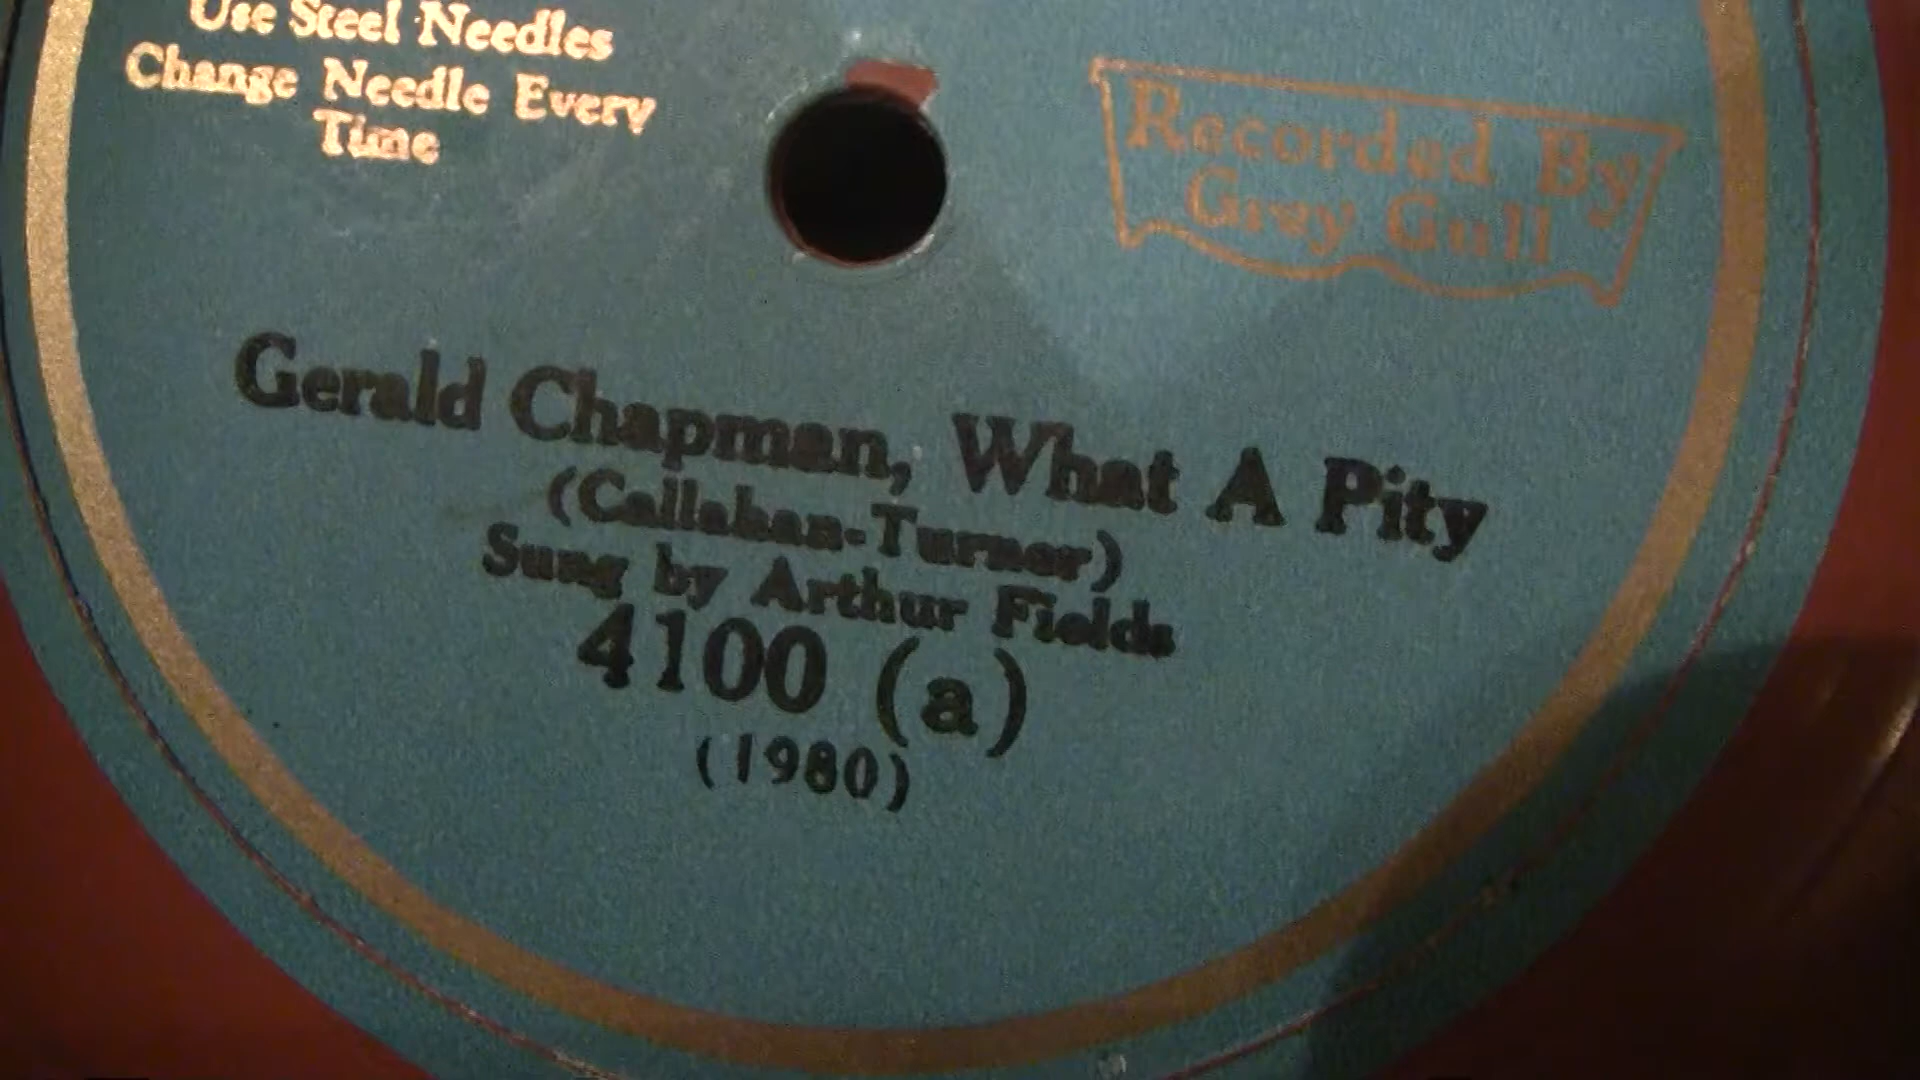 Use Steel Needles
Change Needle Every
Time
Recorded By
Gray Gull
Gerald Chapman, What A Pity
(Callahan-Turner)
Sung by Arthur Fields
4100 (a)
(1980)